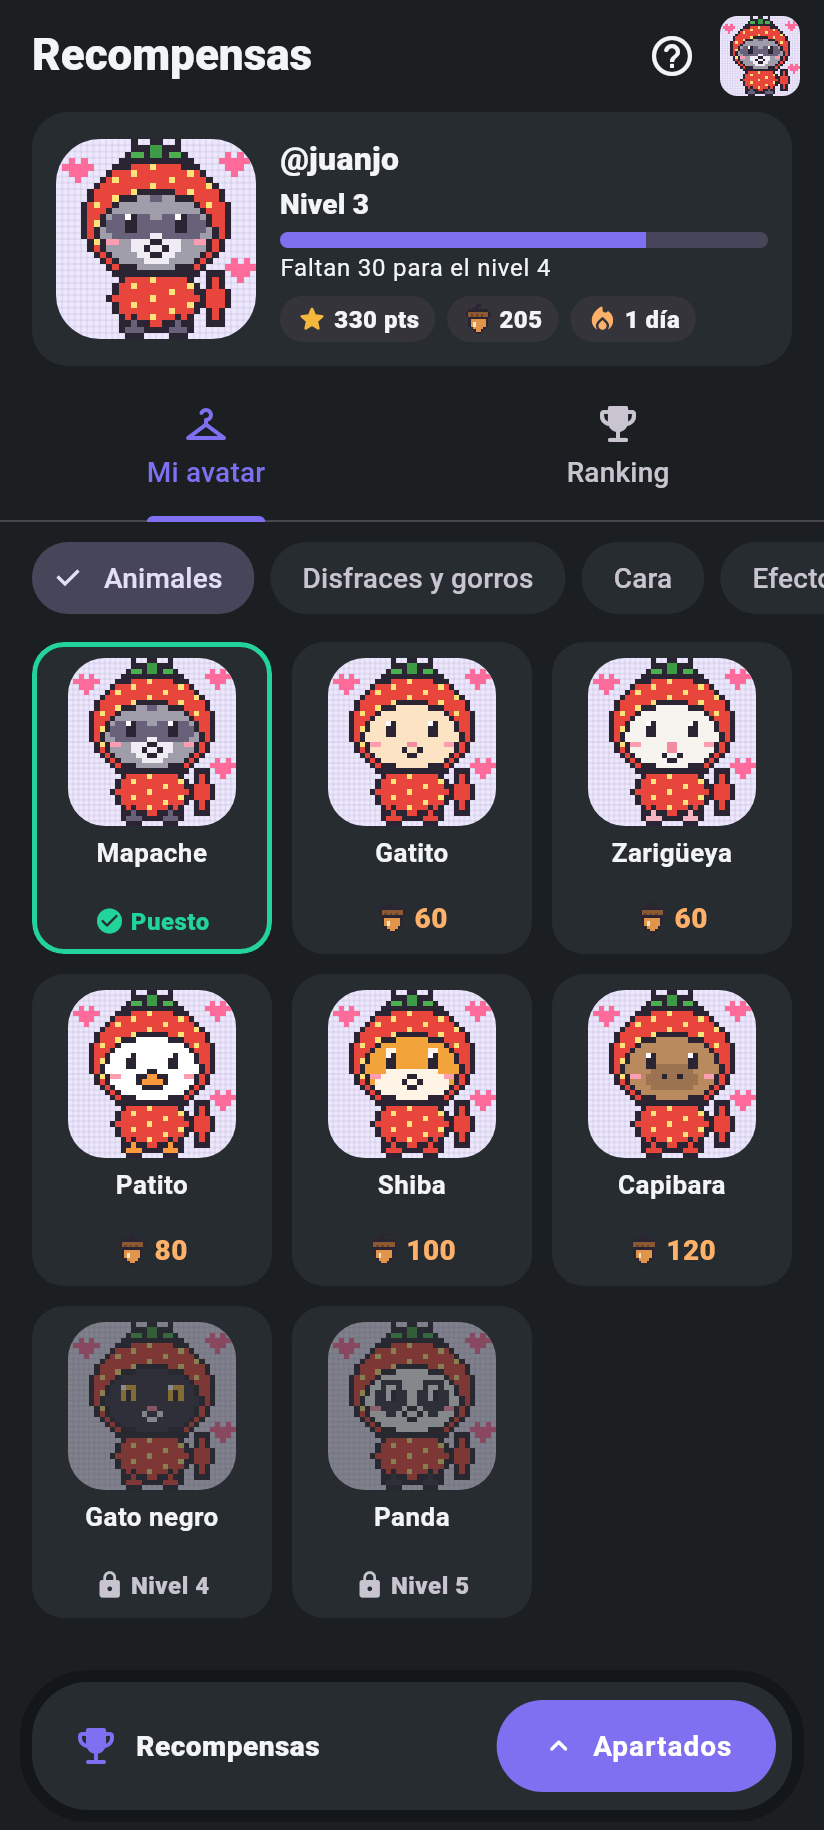 Recompensas
@juanjo
Nivel 3
Faltan 30 para el nivel 4
330 pts
205
1 día
Mi avatar
Ranking
Animales
Disfraces y gorros
Cara
Efecto
Mapache
Puesto
Gatito
60
Zarigüeya
60
Patito
80
Shiba
100
Capibara
120
Gato negro
Nivel 4
Panda
Nivel 5
Recompensas
Apartados